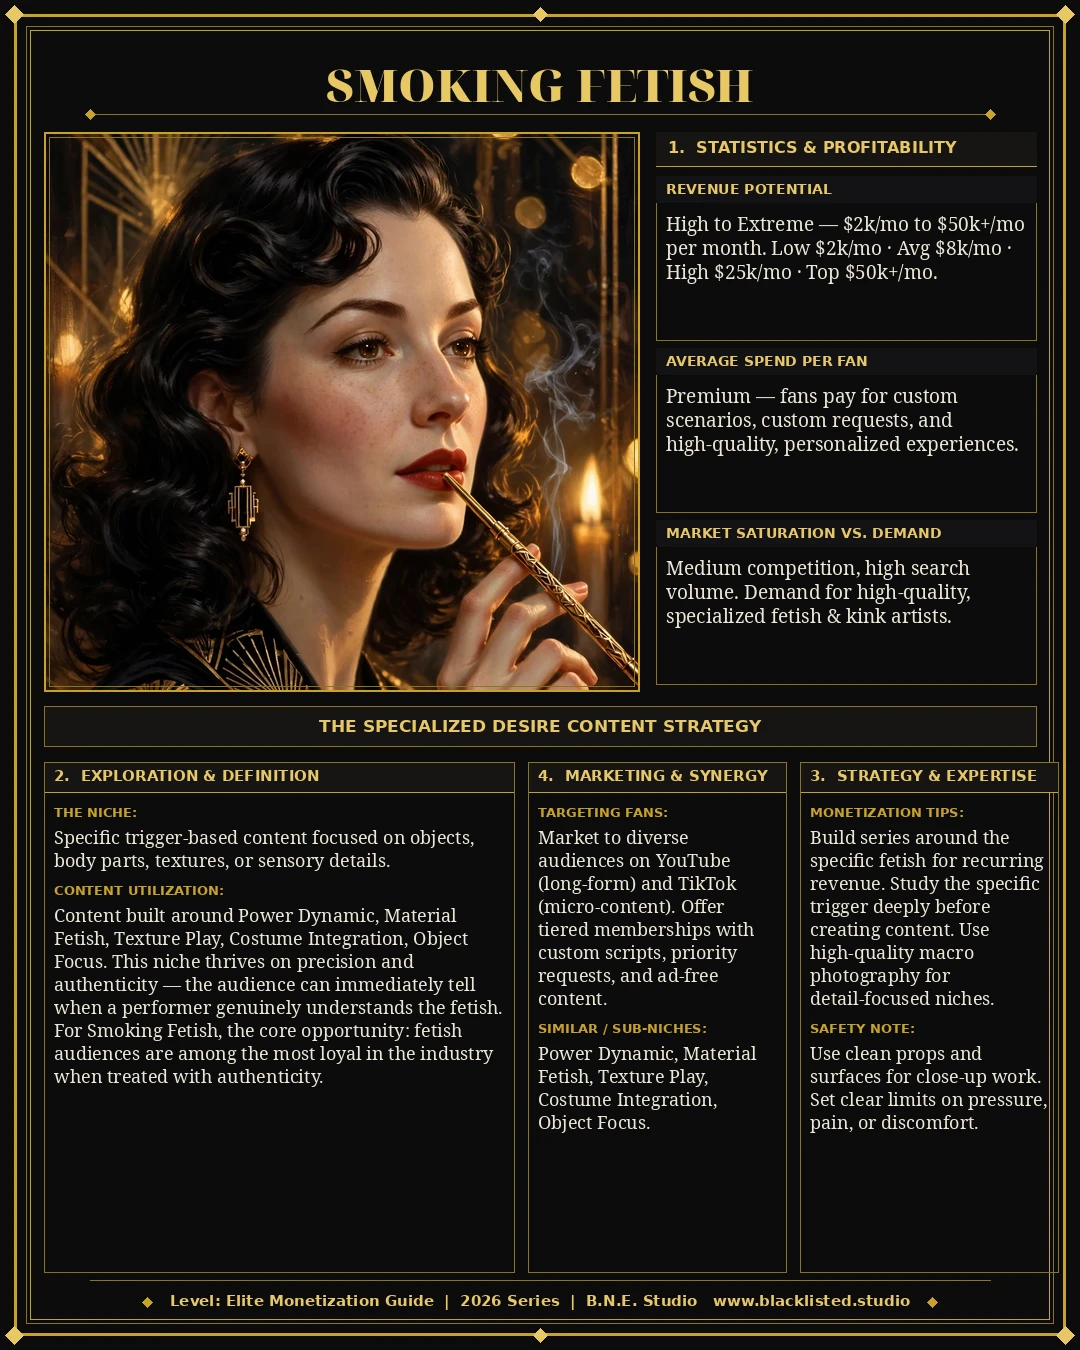 SMOKING FETISH
1. STATISTICS & PROFITABILITY
REVENUE POTENTIAL
High to Extreme — $2k/mo to $50k+/mo
per month. Low $2k/mo · Avg $8k/mo ·
High $25k/mo · Top $50k+/mo.
AVERAGE SPEND PER FAN
Premium — fans pay for custom
scenarios, custom requests, and
high-quality, personalized experiences.
MARKET SATURATION VS. DEMAND
Medium competition, high search
volume. Demand for high-quality,
specialized fetish & kink artists.
THE SPECIALIZED DESIRE CONTENT STRATEGY
2. EXPLORATION & DEFINITION
THE NICHE:
Specific trigger-based content focused on objects,
body parts, textures, or sensory details.
CONTENT UTILIZATION:
Content built around Power Dynamic, Material
Fetish, Texture Play, Costume Integration, Object
Focus. This niche thrives on precision and
authenticity — the audience can immediately tell
when a performer genuinely understands the fetish.
For Smoking Fetish, the core opportunity: fetish
audiences are among the most loyal in the industry
when treated with authenticity.
4. MARKETING & SYNERGY
TARGETING FANS:
Market to diverse
audiences on YouTube
(long-form) and TikTok
(micro-content). Offer
tiered memberships with
custom scripts, priority
requests, and ad-free
content.
SIMILAR / SUB-NICHES:
Power Dynamic, Material
Fetish, Texture Play,
Costume Integration,
Object Focus.
3. STRATEGY & EXPERTISE
MONETIZATION TIPS:
Build series around the
specific fetish for recurring
revenue. Study the specific
trigger deeply before
creating content. Use
high-quality macro
photography for
detail-focused niches.
SAFETY NOTE:
Use clean props and
surfaces for close-up work.
Set clear limits on pressure,
pain, or discomfort.
Level: Elite Monetization Guide | 2026 Series | B.N.E. Studio www.blacklisted.studio